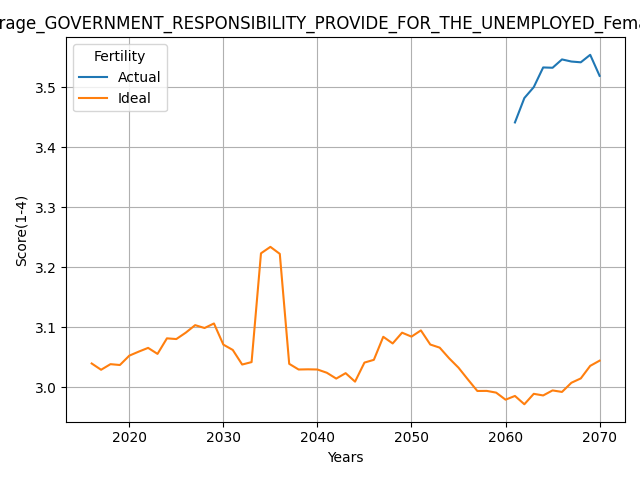 rage_GOVERNMENT_RESPONSIBILITY_PROVIDE_FOR_THE_UNEMPLOYED_Fema
Fertility
Actual
Ideal
3.5
3.4
3.3
3.2
3.1
3.0
Score(1-4)
2020 2030 2040 2050 2060 2070
Years